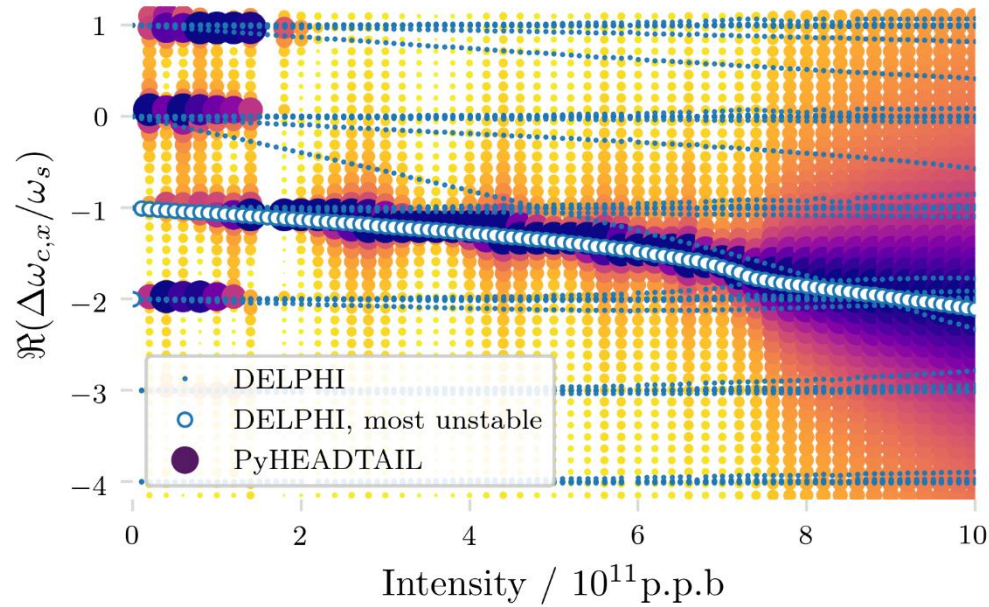 1
0
−1
−2
−3
−4
ℜ(Δω_{c,x}/ω_s)
DELPHI
DELPHI, most unstable
PyHEADTAIL
0 2 4 6 8 10
Intensity / 10^{11}p.p.b